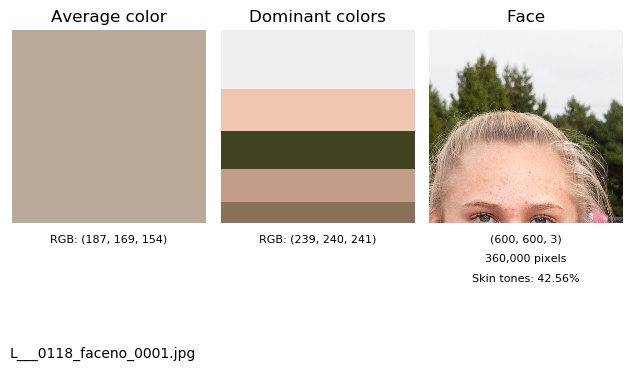 Average color
Dominant colors
Face
RGB: (187, 169, 154)
RGB: (239, 240, 241)
(600, 600, 3)
360,000 pixels
Skin tones: 42.56%
L___0118_faceno_0001.jpg